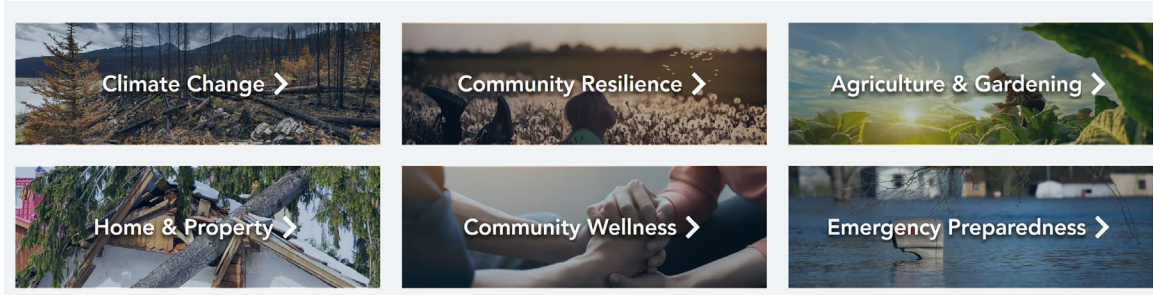 Climate Change
Community Resilience
Agriculture & Gardening
Home & Property
Community Wellness
Emergency Preparedness